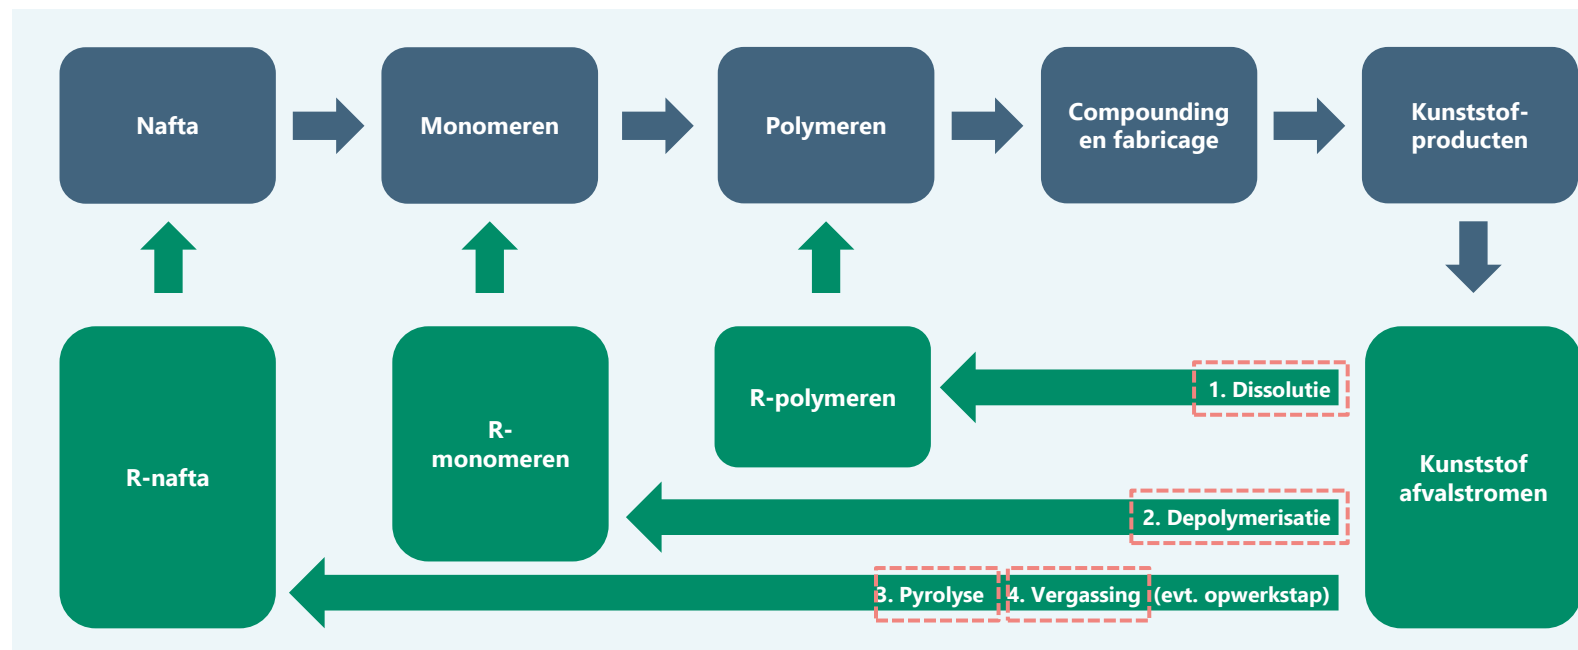 Nafta
Monomeren
Polymeren
Compounding
en fabricage
Kunststof-
producten
1. Dissolutie
R-polymeren
R-
monomeren
R-nafta
Kunststof
afvalstromen
2. Depolymerisatie
3. Pyrolyse 4. Vergassing (evt. opwerkstap)